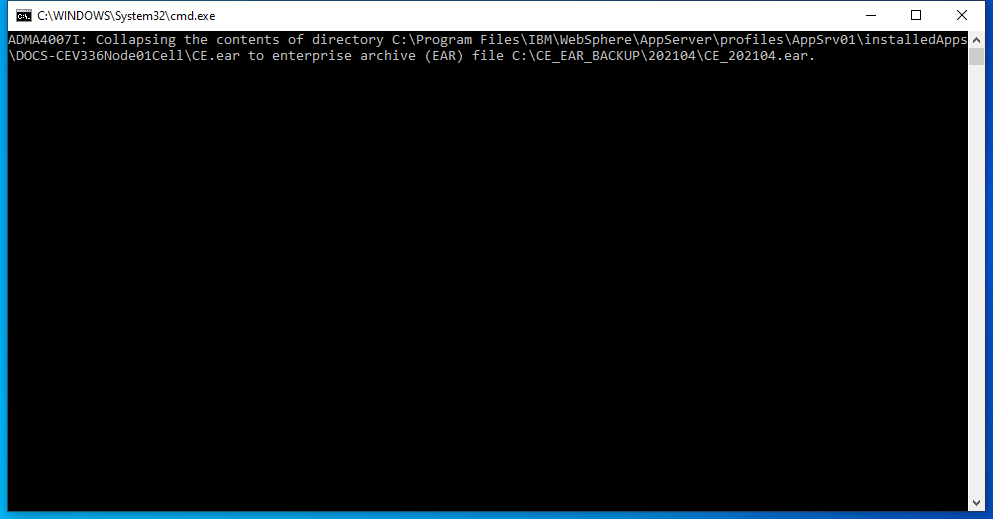 C:\WINDOWS\System32\cmd.exe
ADMA4007I: Collapsing the contents of directory C:\Program Files\IBM\WebSphere\AppServer\profiles\AppSrv01\installedApps
\DOCS-CEV336Node01Cell\CE.ear to enterprise archive (EAR) file C:\CE_EAR_BACKUP\202104\CE_202104.ear.